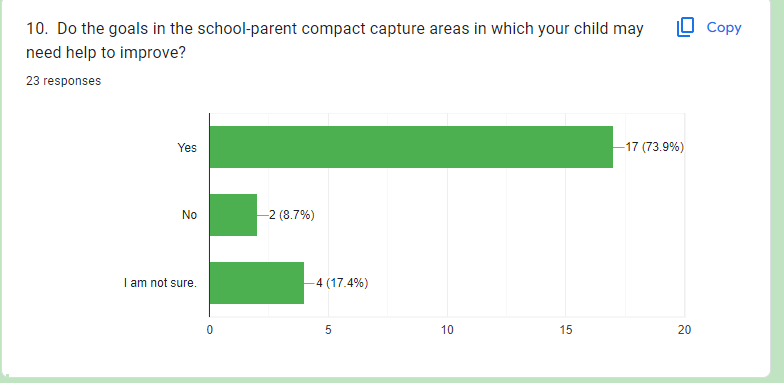 10. Do the goals in the school-parent compact capture areas in which your child may
need help to improve?
Copy
23 responses
Yes
17 (73.9%)
No
2 (8.7%)
I am not sure.
4 (17.4%)
0
5
10
15
20